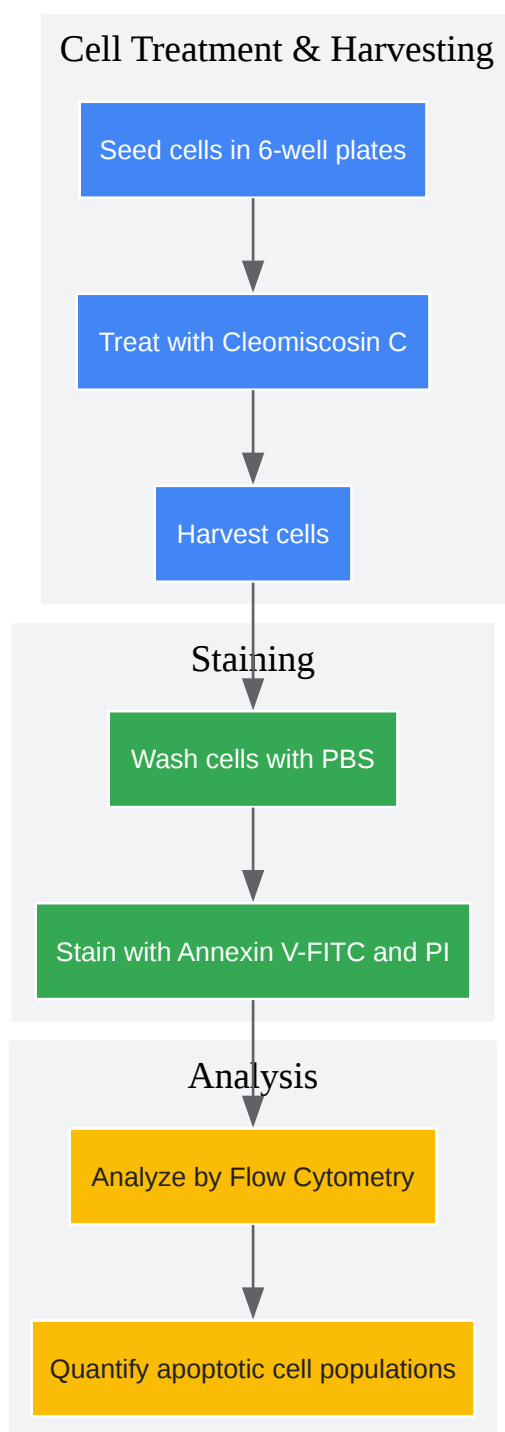 Cell Treatment & Harvesting
Seed cells in 6-well plates
Treat with Cleomiscosin C
Harvest cells
Staining
Wash cells with PBS
Stain with Annexin V-FITC and PI
Analysis
Analyze by Flow Cytometry
Quantify apoptotic cell populations